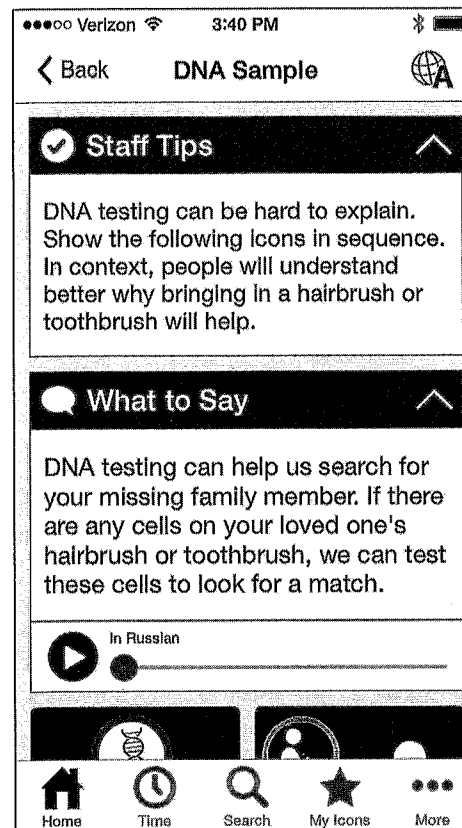 Verizon 3:40 PM
Back DNA Sample A
Staff Tips
DNA testing can be hard to explain.
Show the following icons in sequence.
In context, people will understand
better why bringing in a hairbrush or
toothbrush will help.
What to Say
DNA testing can help us search for
your missing family member. If there
are any cells on your loved one's
hairbrush or toothbrush, we can test
these cells to look for a match.
In Russian
Home Time Search My Icons More